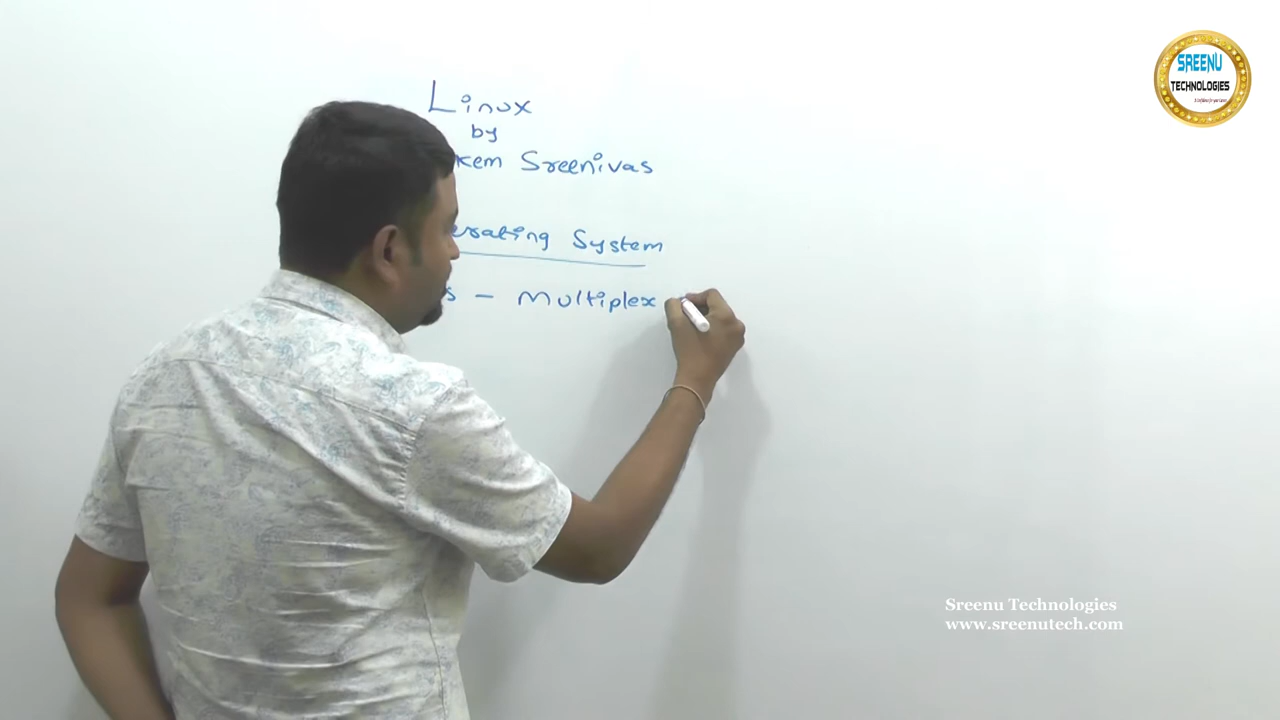 Linux
by
kem Sreenivas
erating System
s - Multiplex
SREENU
TECHNOLOGIES
Sreenu Technologies
www.sreenutech.com